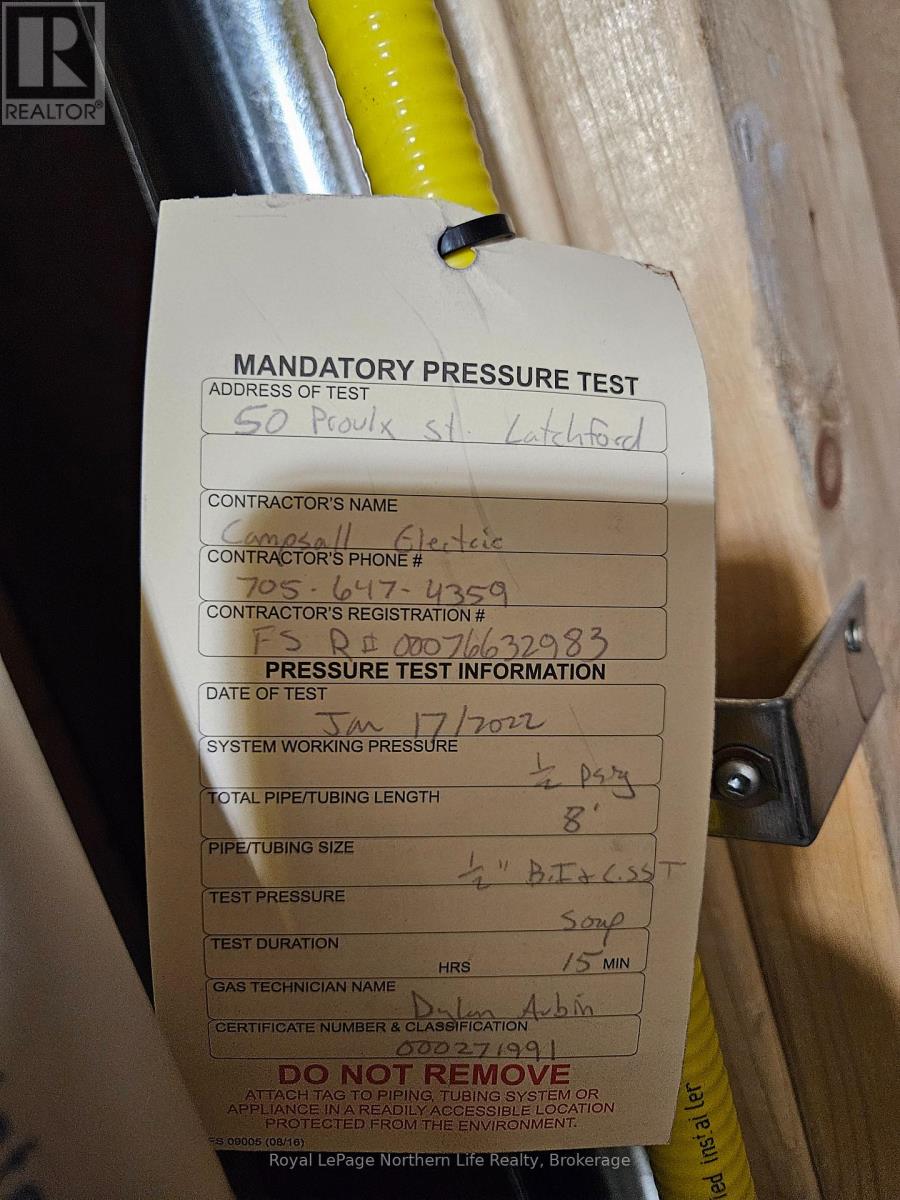 REALTOR®
MANDATORY PRESSURE TEST
ADDRESS OF TEST
50 Proulx st. Latchford
CONTRACTOR'S NAME
Campsall Electric
CONTRACTOR'S PHONE #
705-647-4359
CONTRACTOR'S REGISTRATION #
FS R# 00076632983
PRESSURE TEST INFORMATION
DATE OF TEST
Jan 17/2022
SYSTEM WORKING PRESSURE
1/2 psig
TOTAL PIPE/TUBING LENGTH
8'
PIPE/TUBING SIZE
1/2" B.I & C.SST
TEST PRESSURE
Soap
TEST DURATION
HRS 15 MIN
GAS TECHNICIAN NAME
Dylan Aubin
CERTIFICATE NUMBER & CLASSIFICATION
000271991
DO NOT REMOVE
ATTACH TAG TO PIPING, TUBING SYSTEM OR
APPLIANCE IN A READILY ACCESSIBLE LOCATION
PROTECTED FROM THE ENVIRONMENT.
FS 09005 (08/16)
ied installer
Royal LePage Northern Life Realty, Brokerage